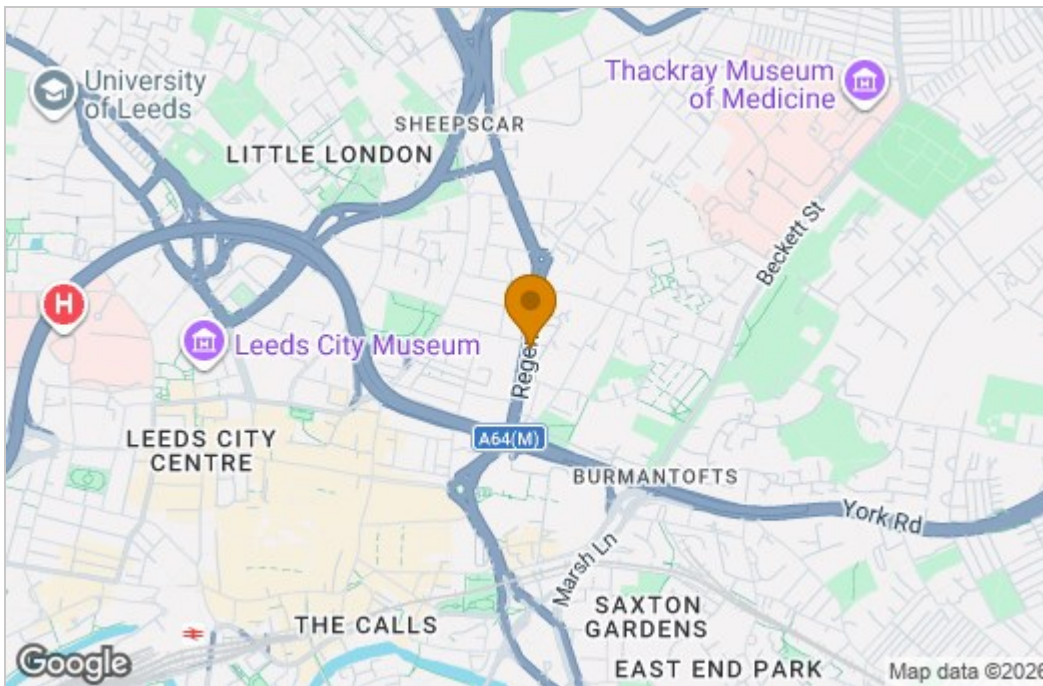 University
of Leeds
Thackray Museum
of Medicine
SHEEPSCAR
LITTLE LONDON
Beckett St
Leeds City Museum
LEEDS CITY
CENTRE
A64(M)
BURMANTOFTS
York Rd
Marsh Ln
SAXTON
GARDENS
THE CALLS
EAST END PARK
H
Google
Map data ©2026